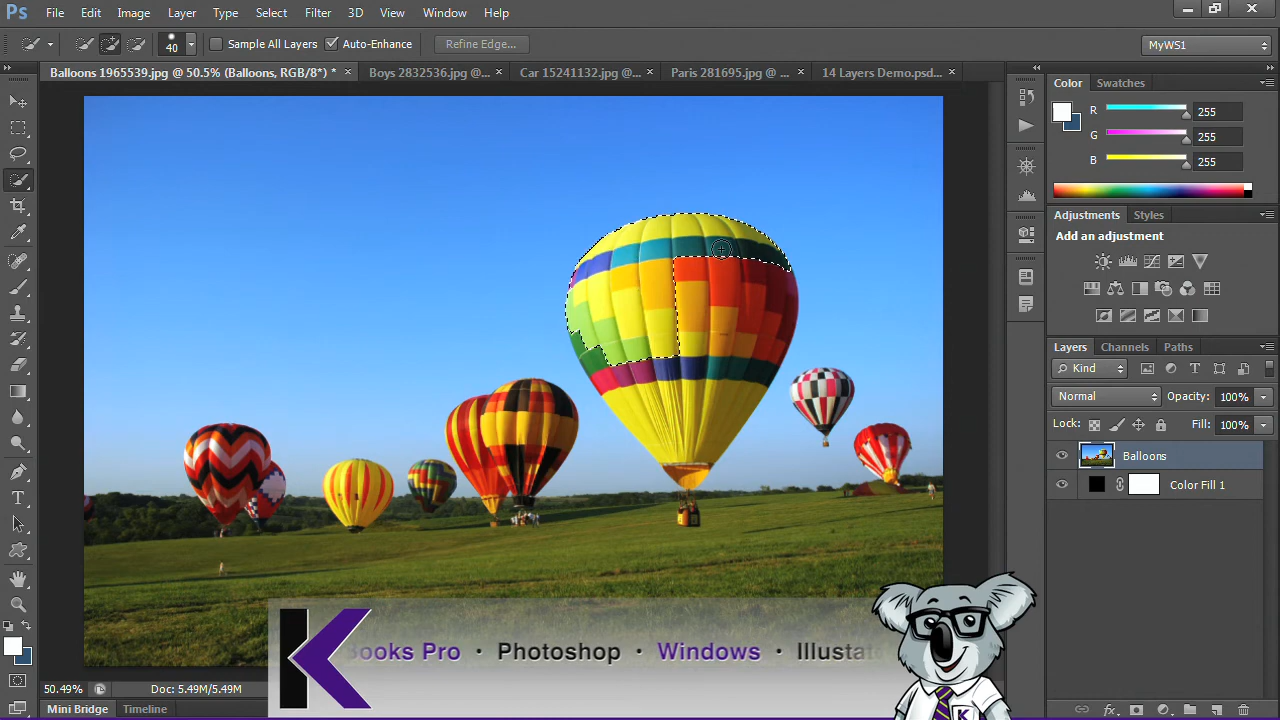 Ps File Edit Image Layer Type Select Filter 3D View Window Help
40 Sample All Layers Auto-Enhance Refine Edge... MyWS1
Balloons 1965539.jpg @ 50.5% (Balloons, RGB/8*) * × Boys 2832536.jpg @... × Car 15241132.jpg @... × Paris 281695.jpg @ ... × 14 Layers Demo.psd... ×
Color Swatches
R 255
G 255
B 255
Adjustments Styles
Add an adjustment
Layers Channels Paths
Kind
Normal Opacity: 100%
Lock: Fill: 100%
Balloons
Color Fill 1
Books Pro • Photoshop • Windows • Illustat
K
50.49% Doc: 5.49M/5.49M
Mini Bridge Timeline